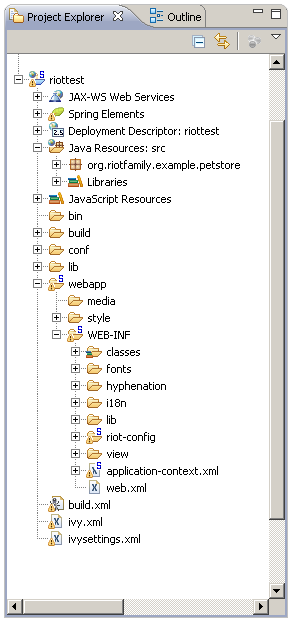 Project Explorer
Outline
riottest
JAX-WS Web Services
Spring Elements
Deployment Descriptor: riottest
Java Resources: src
org.riotfamily.example.petstore
Libraries
JavaScript Resources
bin
build
conf
lib
webapp
media
style
WEB-INF
classes
fonts
hyphenation
i18n
lib
riot-config
view
application-context.xml
web.xml
build.xml
ivy.xml
ivysettings.xml